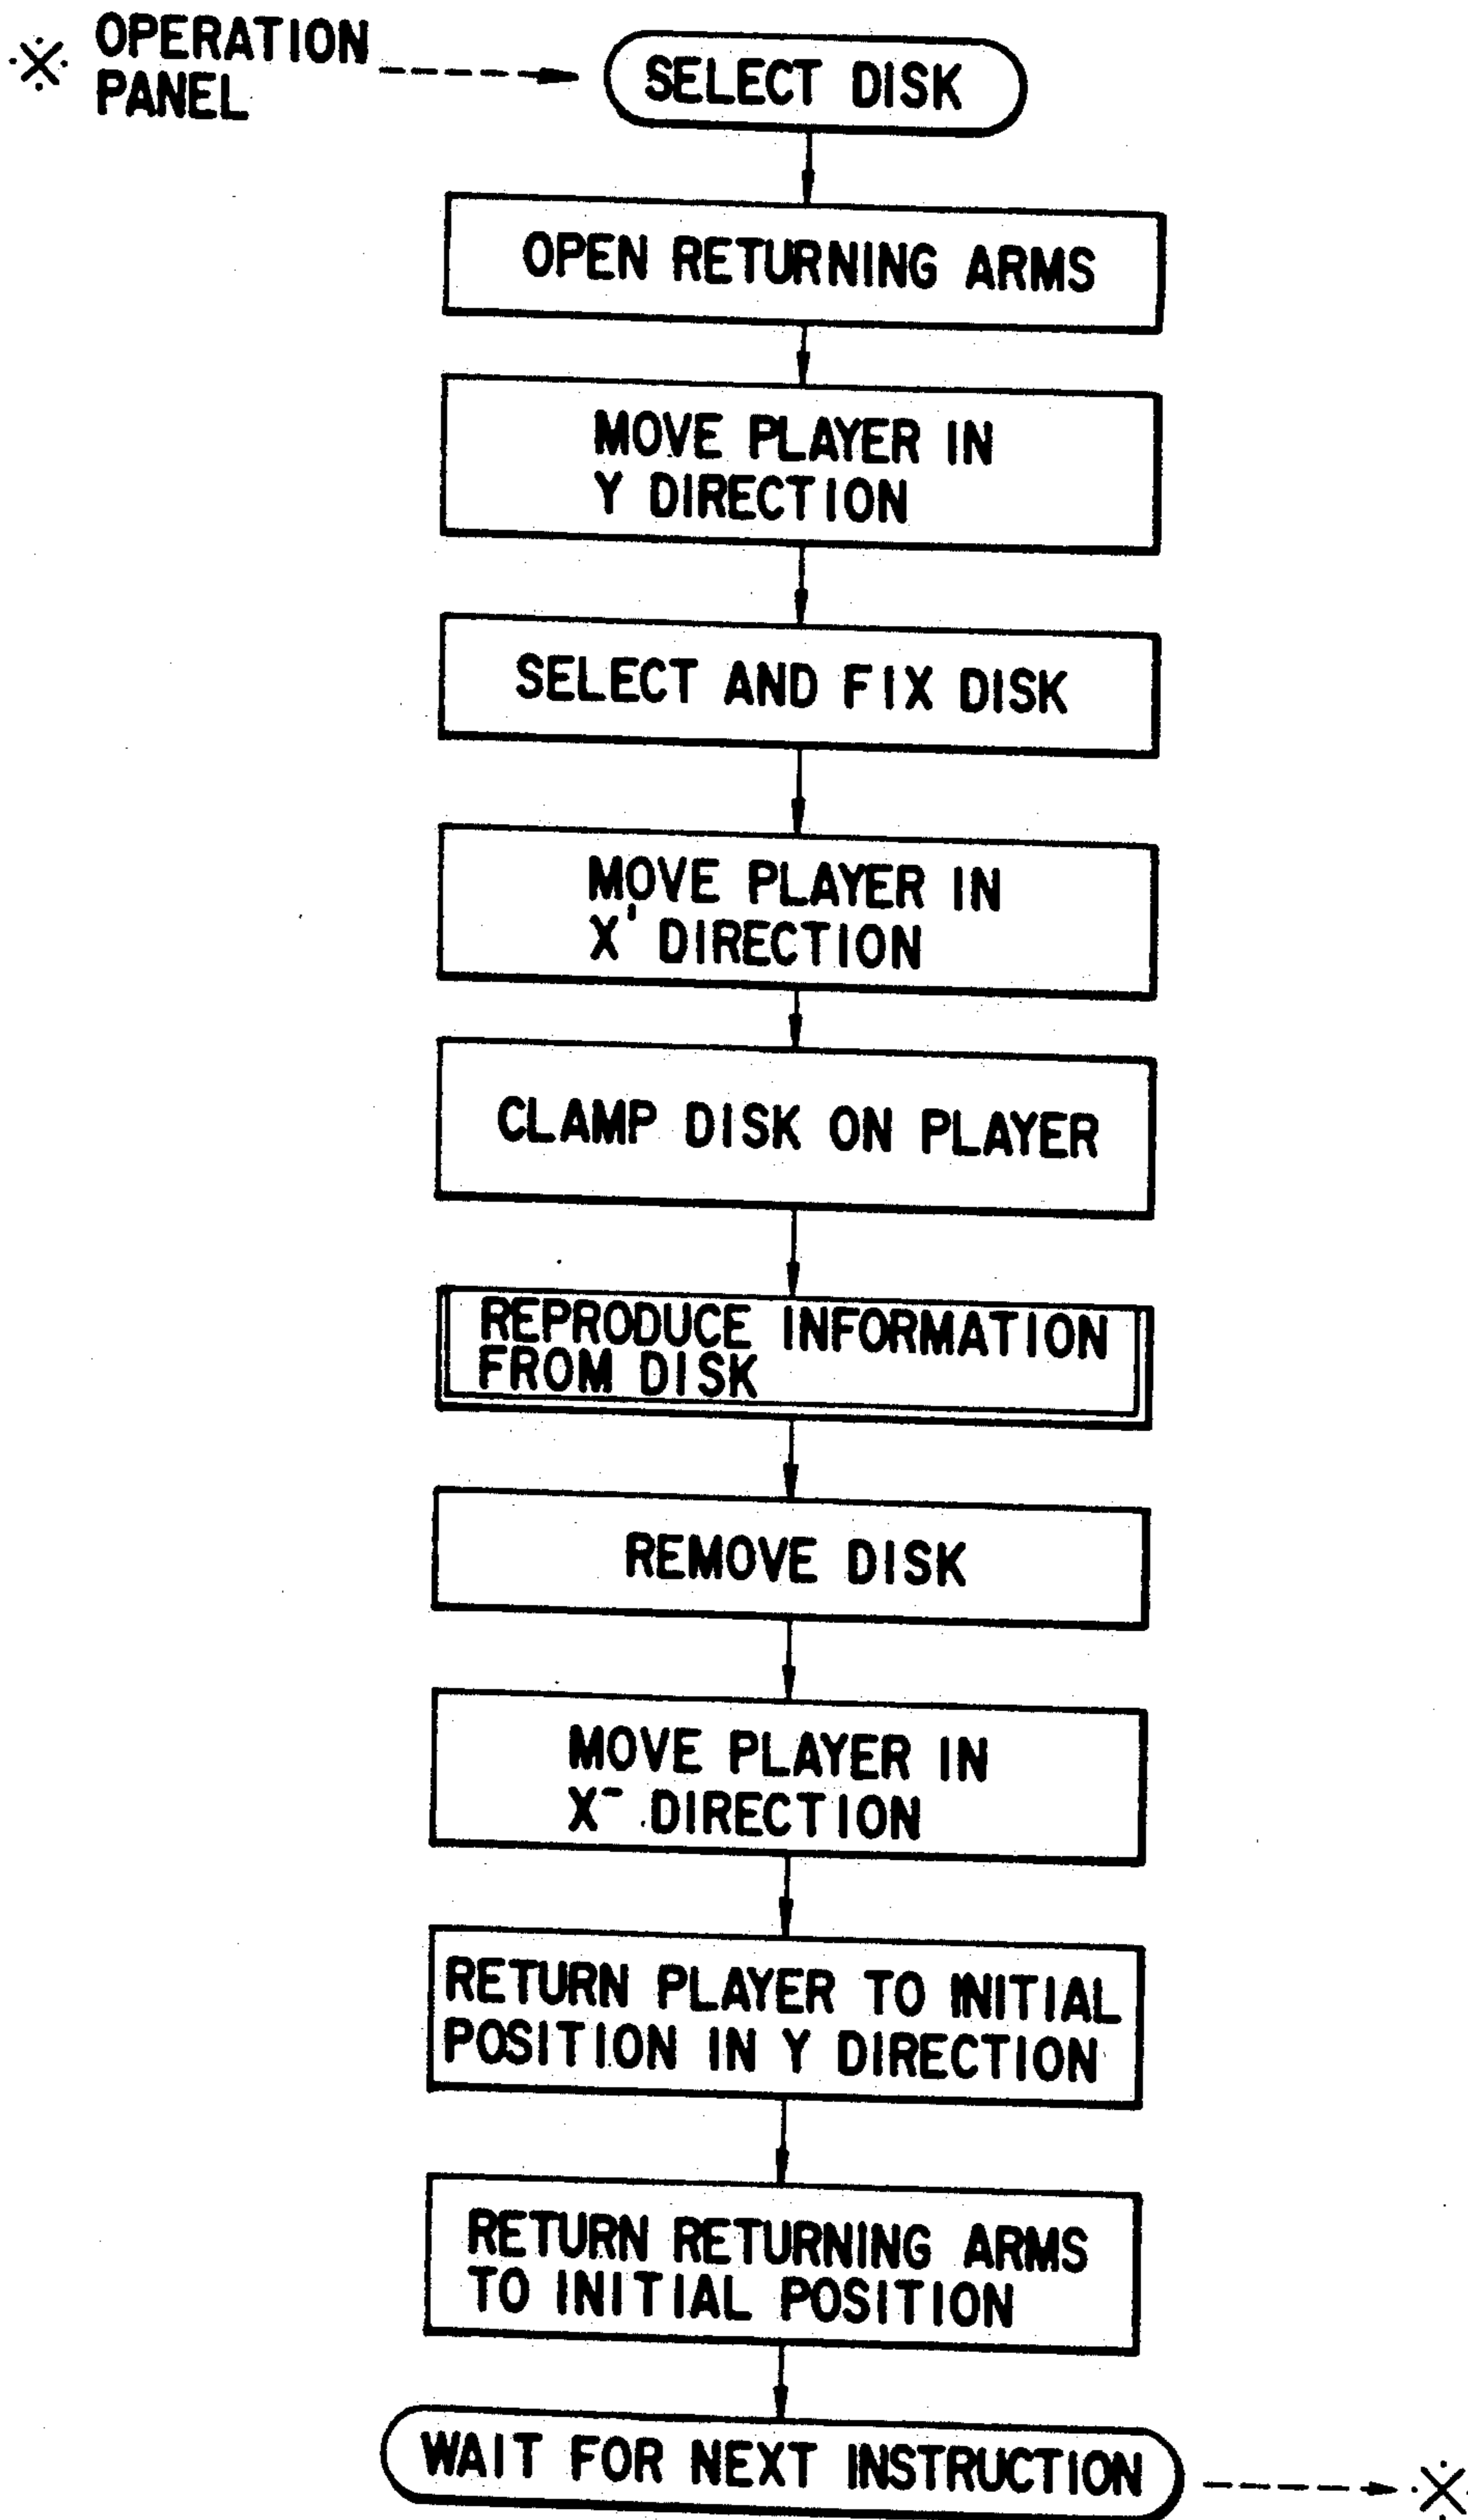 ※ OPERATION
PANEL
SELECT DISK
OPEN RETURNING ARMS
MOVE PLAYER IN
Y DIRECTION
SELECT AND FIX DISK
MOVE PLAYER IN
X' DIRECTION
CLAMP DISK ON PLAYER
REPRODUCE INFORMATION
FROM DISK
REMOVE DISK
MOVE PLAYER IN
X⁻ DIRECTION
RETURN PLAYER TO INITIAL
POSITION IN Y DIRECTION
RETURN RETURNING ARMS
TO INITIAL POSITION
WAIT FOR NEXT INSTRUCTION
※